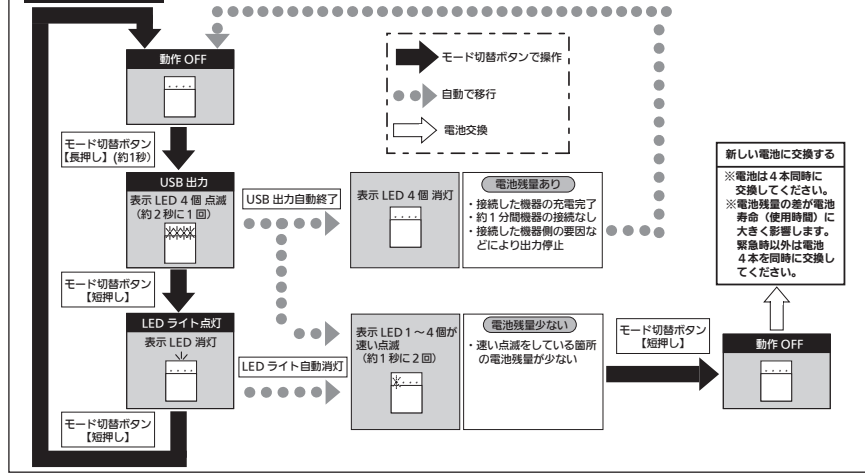 動作 OFF
モード切替ボタンで操作
自動で移行
電池交換
モード切替ボタン
【長押し】(約1秒)
USB 出力
表示 LED 4 個 点滅
(約 2 秒に 1 回)
USB 出力自動終了
表示 LED 4 個 消灯
電池残量あり
・接続した機器の充電完了
・約 1 分間機器の接続なし
・接続した機器側の要因な
どにより出力停止
新しい電池に交換する
※電池は 4 本同時に
交換してください。
※電池残量の差が電池
寿命（使用時間）に
大きく影響します。
緊急時以外は電池
4 本を同時に交換し
てください。
モード切替ボタン
【短押し】
LED ライト点灯
表示 LED 消灯
LED ライト自動消灯
表示 LED 1 ～ 4 個が
速い点滅
(約 1 秒に 2 回)
電池残量少ない
・速い点滅をしている箇所
の電池残量が少ない
モード切替ボタン
【短押し】
動作 OFF
モード切替ボタン
【短押し】